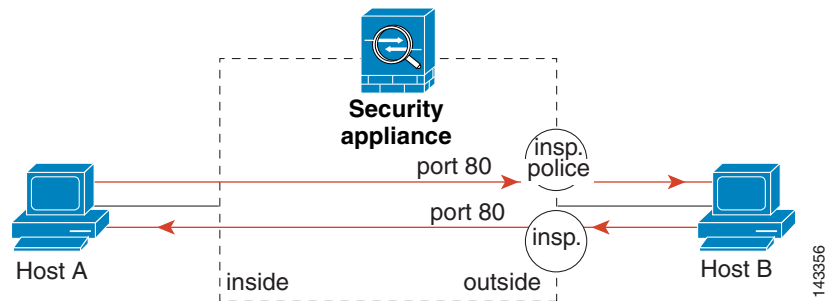 Security
appliance
insp.
police
port 80
port 80
insp.
Host A
inside
outside
Host B
143356